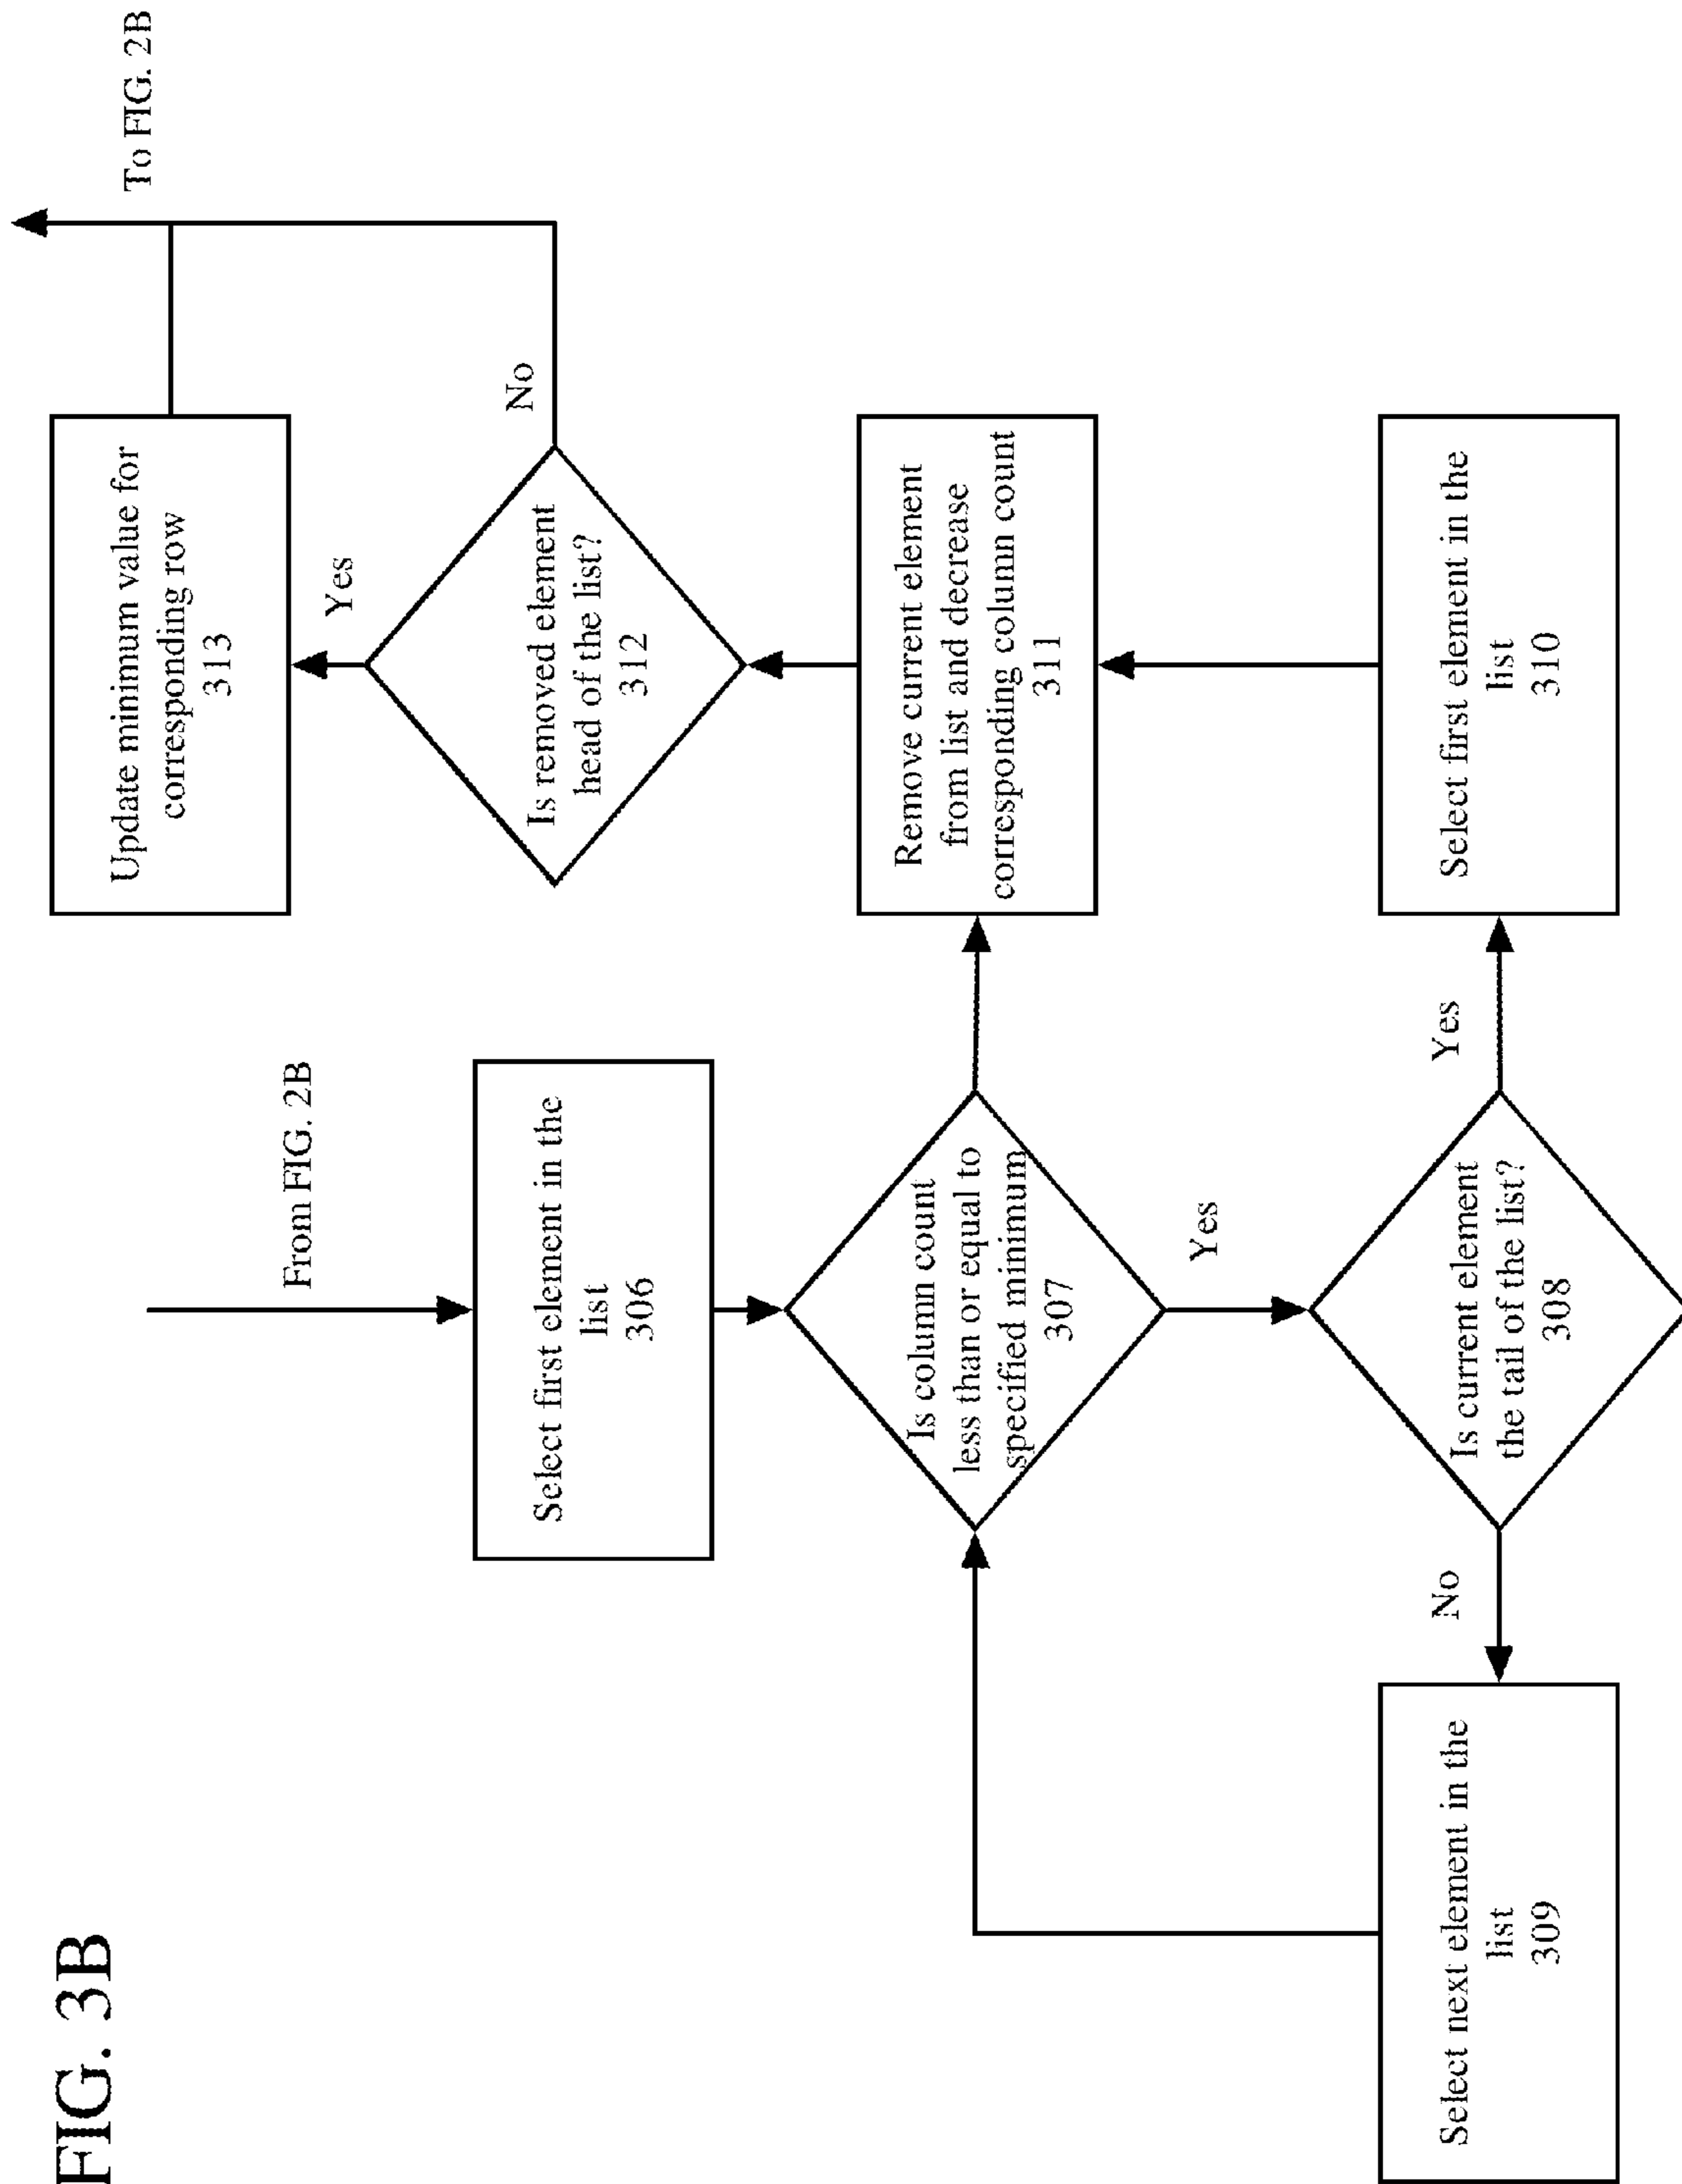 FIG. 3B
From FIG. 2B
To FIG. 2B
Select first element in the
list
306
Is column count
less than or equal to
specified minimum
307
Yes
Is current element
the tail of the list?
308
No
Yes
Select next element in the
list
309
Select first element in the
list
310
Remove current element
from list and decrease
corresponding column count
311
Is removed element
head of the list?
312
Yes
No
Update minimum value for
corresponding row
313